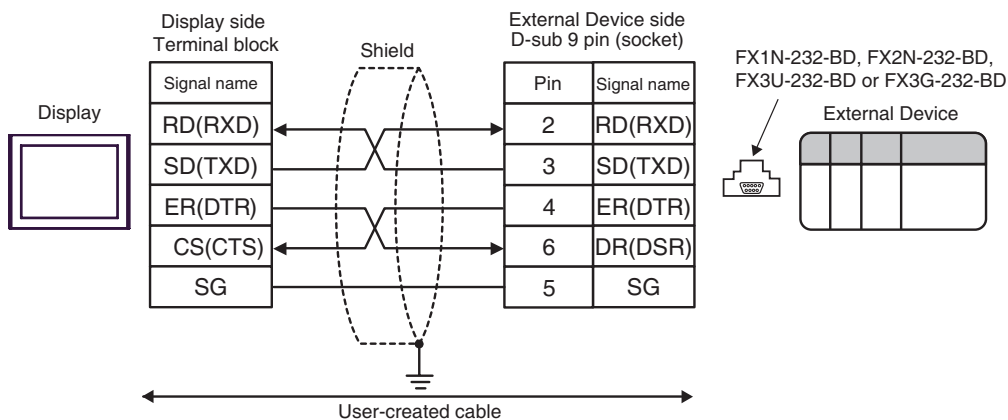 Display side
Terminal block
Shield
External Device side
D-sub 9 pin (socket)
FX1N-232-BD, FX2N-232-BD,
FX3U-232-BD or FX3G-232-BD
Display
External Device
Signal name
Pin
Signal name
RD(RXD)
2
RD(RXD)
SD(TXD)
3
SD(TXD)
ER(DTR)
4
ER(DTR)
CS(CTS)
6
DR(DSR)
SG
5
SG
User-created cable